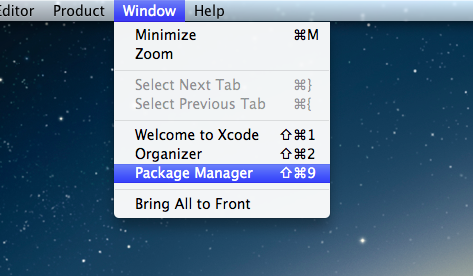 Editor Product Window Help
Minimize ⌘M
Zoom
Select Next Tab ⌘}
Select Previous Tab ⌘{
Welcome to Xcode ⇧⌘1
Organizer ⇧⌘2
Package Manager ⇧⌘9
Bring All to Front